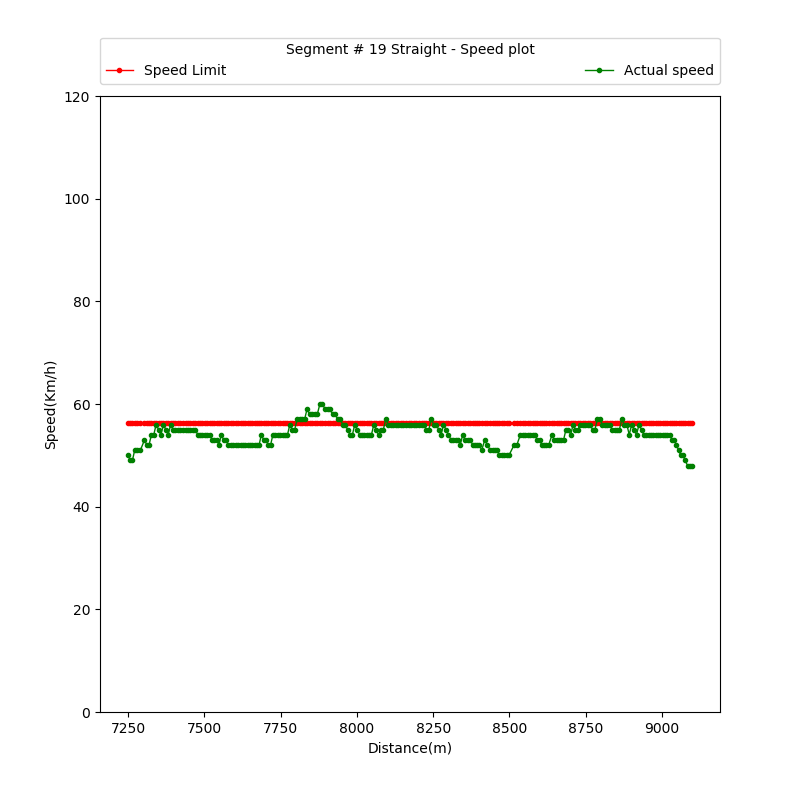 Segment # 19 Straight - Speed plot
Speed Limit
Actual speed
120
100
80
60
40
20
0
Speed(Km/h)
7250 7500 7750 8000 8250 8500 8750 9000
Distance(m)